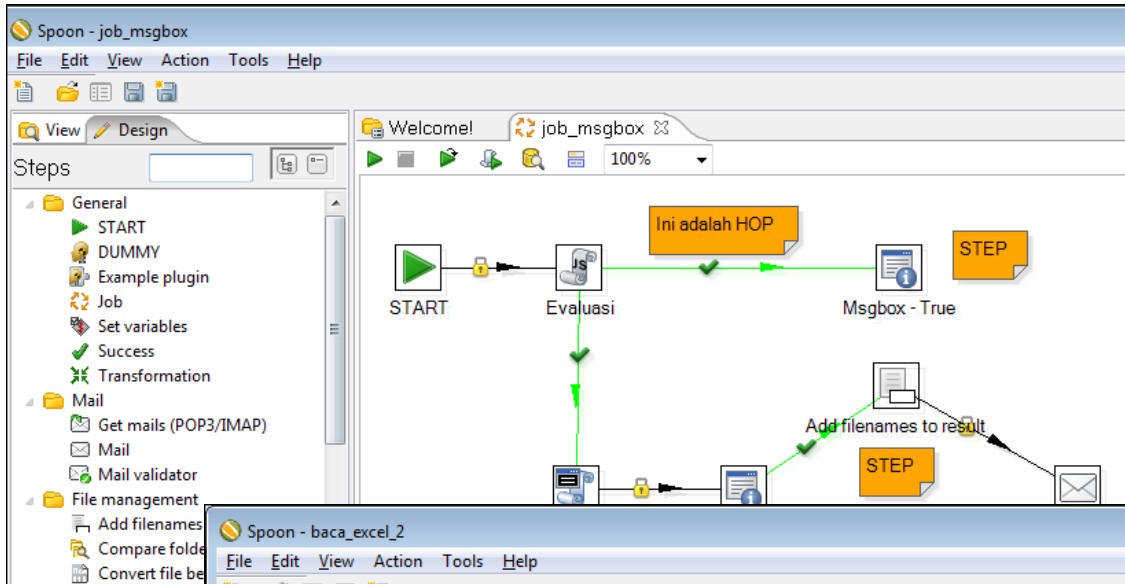 Spoon - job_msgbox
File Edit View Action Tools Help
View Design
Welcome! job_msgbox
Steps
100%
General
START
DUMMY
Example plugin
Job
Set variables
Success
Transformation
Mail
Get mails (POP3/IMAP)
Mail
Mail validator
File management
Add filenames
Compare folde
Convert file be
Ini adalah HOP
STEP
START
JS
Evaluasi
Msgbox - True
Add filenames to result
STEP
Spoon - baca_excel_2
File Edit View Action Tools Help